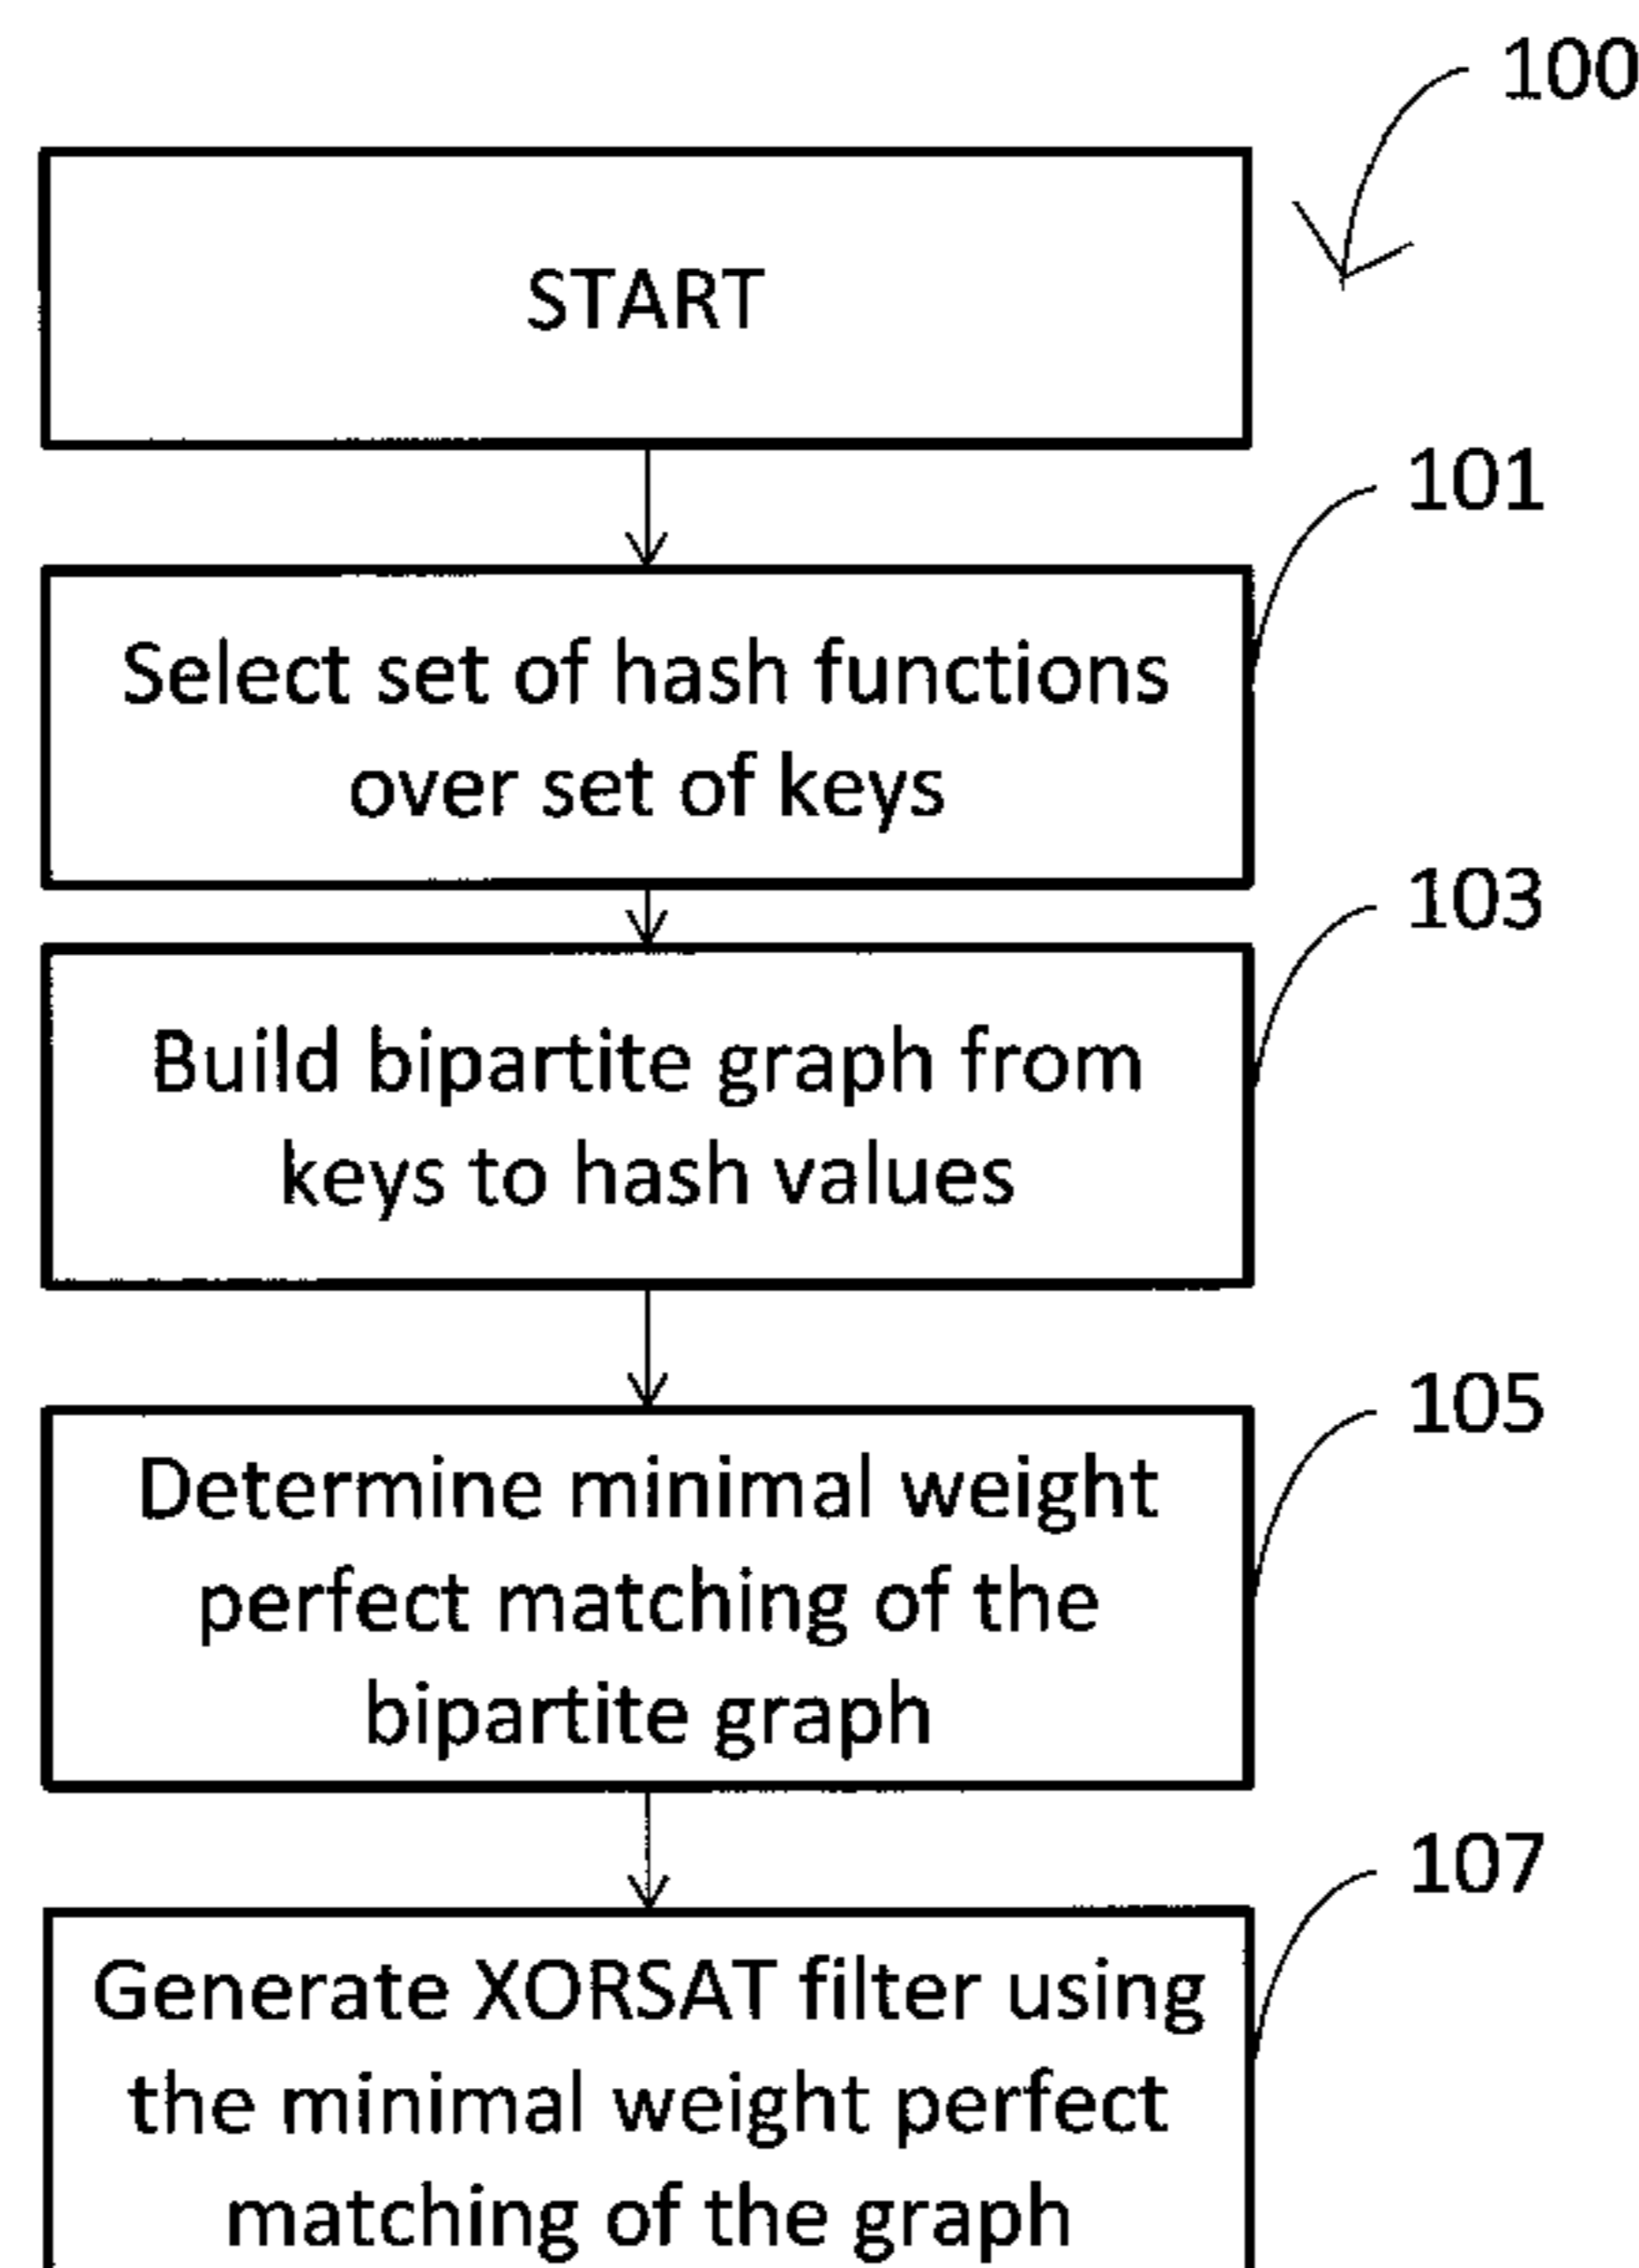 100
START
101
Select set of hash functions
over set of keys
103
Build bipartite graph from
keys to hash values
105
Determine minimal weight
perfect matching of the
bipartite graph
107
Generate XORSAT filter using
the minimal weight perfect
matching of the graph